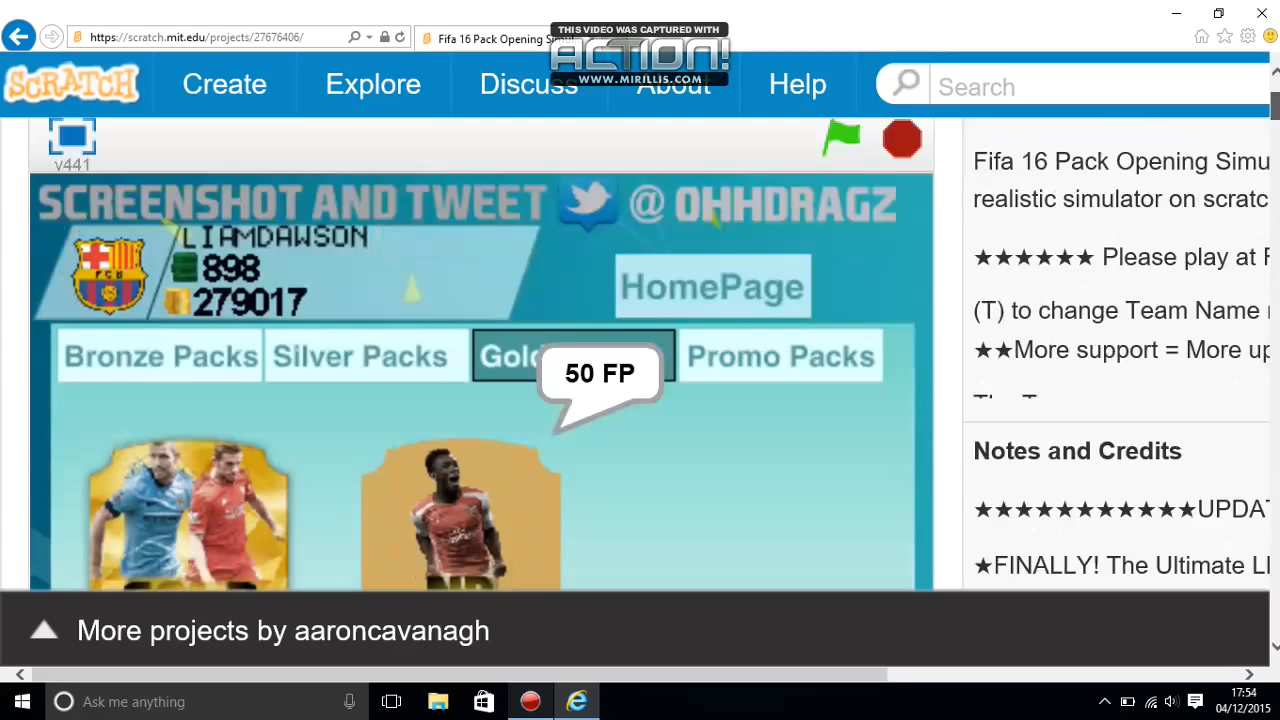 THIS VIDEO WAS CAPTURED WITH
ACTION!
WWW.MIRILLIS.COM
https://scratch.mit.edu/projects/27676406/
Fifa 16 Pack Opening
SCRATCH
Create
Explore
Discuss
About
Help
Search
v441
SCREENSHOT AND TWEET @ OHHDRAGZ
LIAMDAWSON
898
279017
FCB
HomePage
Bronze Packs
Silver Packs
Gold
Promo Packs
50 FP
Fifa 16 Pack Opening Simu
realistic simulator on scratc
★★★★★★ Please play at F
(T) to change Team Name
★★More support = More up
Notes and Credits
★★★★★★★★★★★UPDAT
★FINALLY! The Ultimate LI
More projects by aaroncavanagh
Ask me anything
17:54
04/12/2015